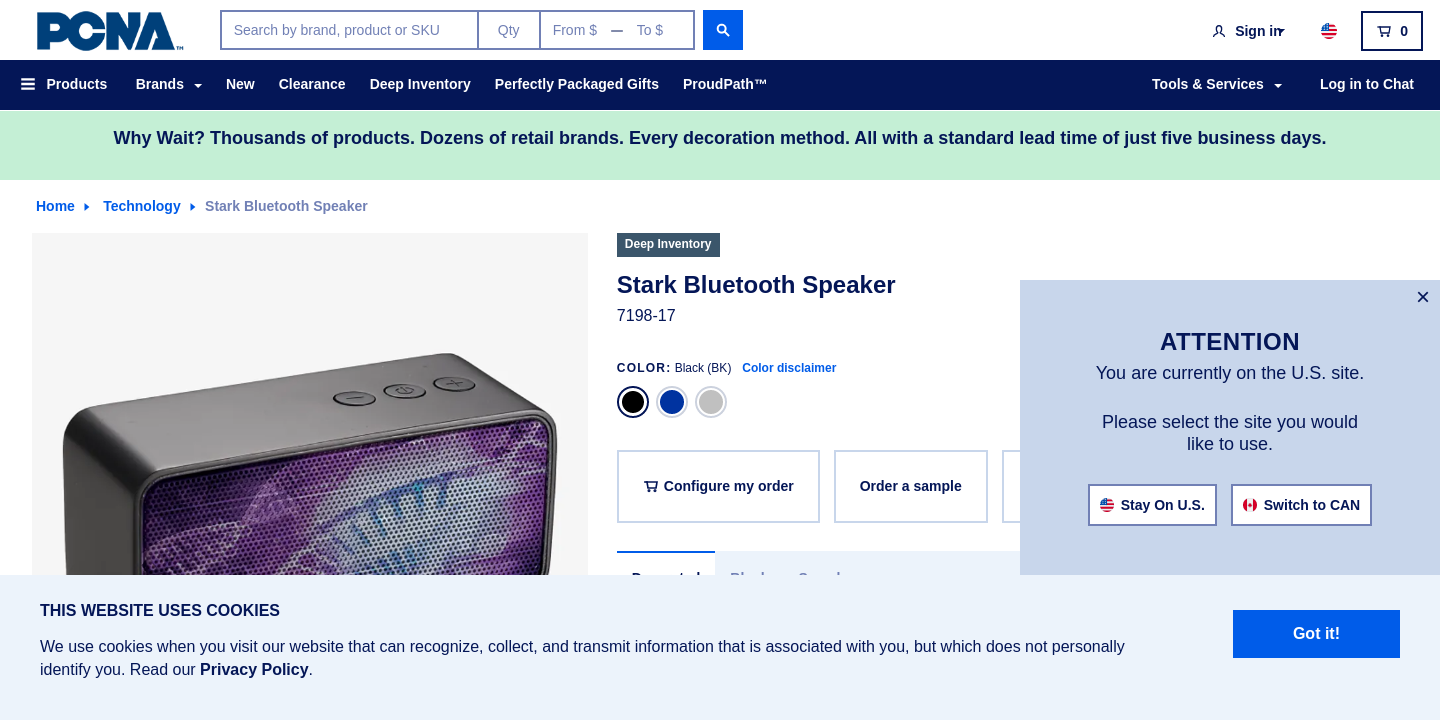 PCNA™
Search by brand, product or SKU
Qty
From $ — To $
Sign in
0
Products
Brands
New
Clearance
Deep Inventory
Perfectly Packaged Gifts
ProudPath™
Tools & Services
Log in to Chat
Why Wait? Thousands of products. Dozens of retail brands. Every decoration method. All with a standard lead time of just five business days.
Home
Technology
Stark Bluetooth Speaker
Deep Inventory
Stark Bluetooth Speaker
7198-17
COLOR: Black (BK) Color disclaimer
Configure my order
Order a sample
×
ATTENTION
You are currently on the U.S. site.
Please select the site you would
like to use.
Stay On U.S.
Switch to CAN
THIS WEBSITE USES COOKIES
We use cookies when you visit our website that can recognize, collect, and transmit information that is associated with you, but which does not personally
identify you. Read our Privacy Policy.
Got it!